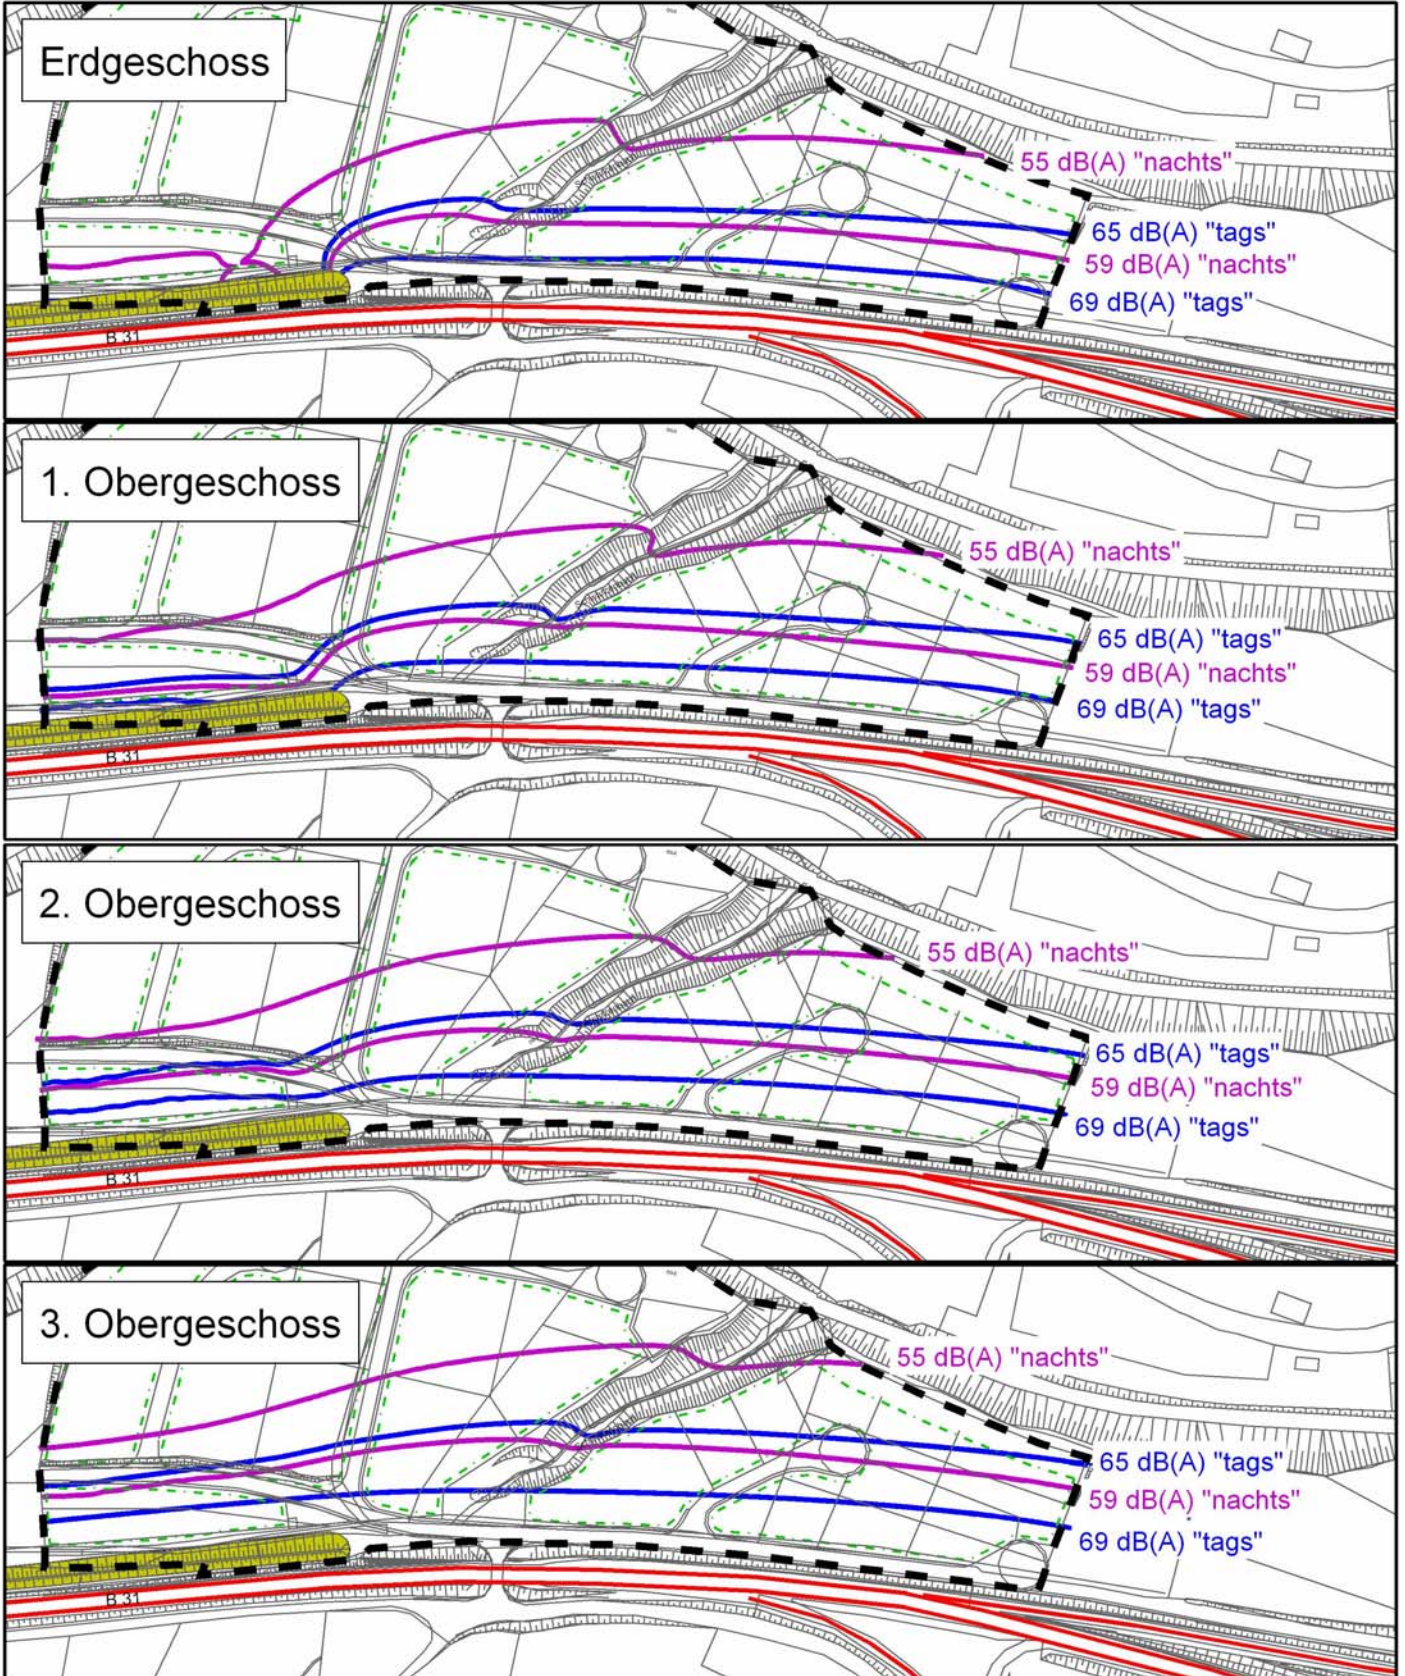 Erdgeschoss
55 dB(A) "nachts"
65 dB(A) "tags"
59 dB(A) "nachts"
69 dB(A) "tags"
B 31
1. Obergeschoss
55 dB(A) "nachts"
65 dB(A) "tags"
59 dB(A) "nachts"
69 dB(A) "tags"
B 31
2. Obergeschoss
55 dB(A) "nachts"
65 dB(A) "tags"
59 dB(A) "nachts"
69 dB(A) "tags"
B 31
3. Obergeschoss
55 dB(A) "nachts"
65 dB(A) "tags"
59 dB(A) "nachts"
69 dB(A) "tags"
B 31